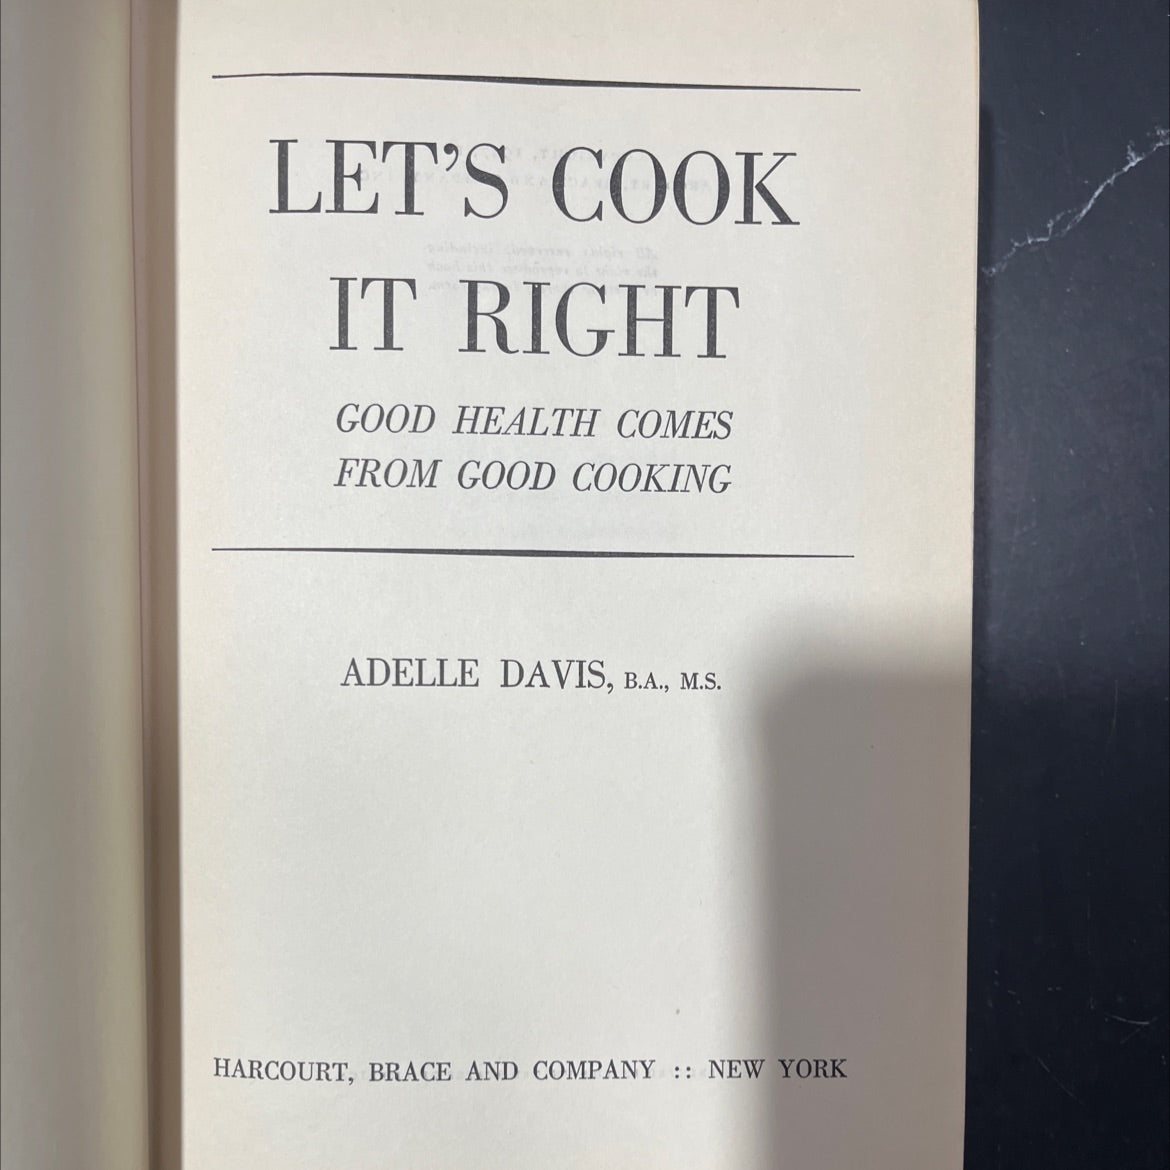 LET'S COOK
IT RIGHT
GOOD HEALTH COMES
FROM GOOD COOKING
ADELLE DAVIS, B.A., M.S.
HARCOURT, BRACE AND COMPANY :: NEW YORK